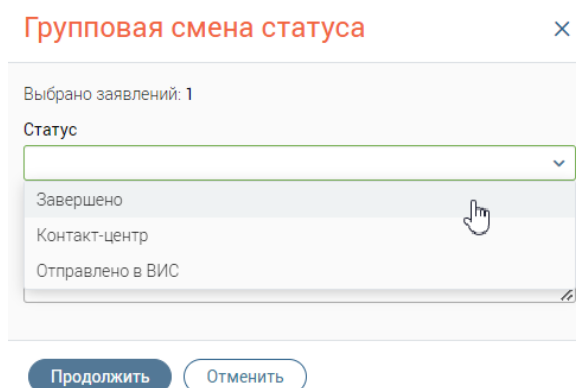 Групповая смена статуса
Выбрано заявлений: 1
Статус
Завершено
Контакт-центр
Отправлено в ВИС
Продолжить
Отменить